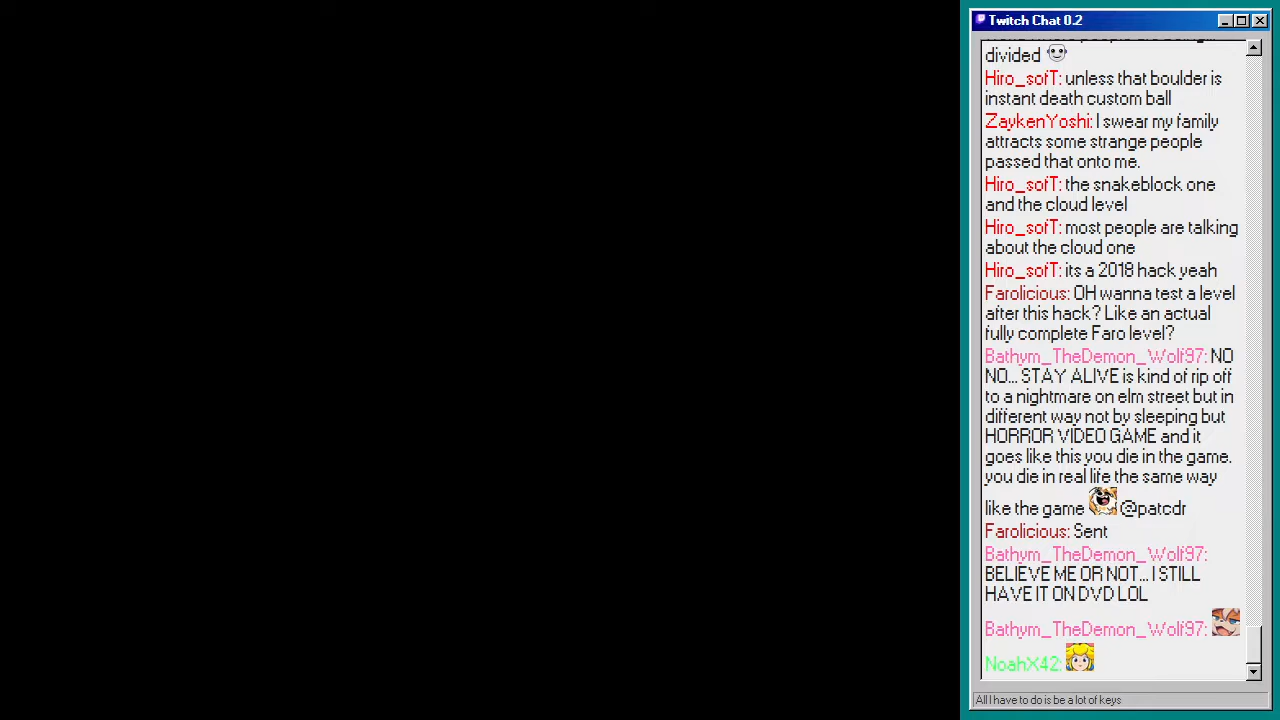 Twitch Chat 0.2
divided
Hiro_sofT: unless that boulder is
instant death custom ball
ZaykenYoshi: I swear my family
attracts some strange people
passed that onto me.
Hiro_sofT: the snakeblock one
and the cloud level
Hiro_sofT: most people are talking
about the cloud one
Hiro_sofT: its a 2018 hack yeah
Farolicious: OH wanna test a level
after this hack? Like an actual
fully complete Faro level?
Bathym_TheDemon_Wolf97: NO
NO... STAY ALIVE is kind of rip off
to a nightmare on elm street but in
different way not by sleeping but
HORROR VIDEO GAME and it
goes like this you die in the game.
you die in real life the same way
like the game @patcdr
Farolicious: Sent
Bathym_TheDemon_Wolf97:
BELIEVE ME OR NOT... I STILL
HAVE IT ON DVD LOL
Bathym_TheDemon_Wolf97:
NoahX42:
All I have to do is be a lot of keys